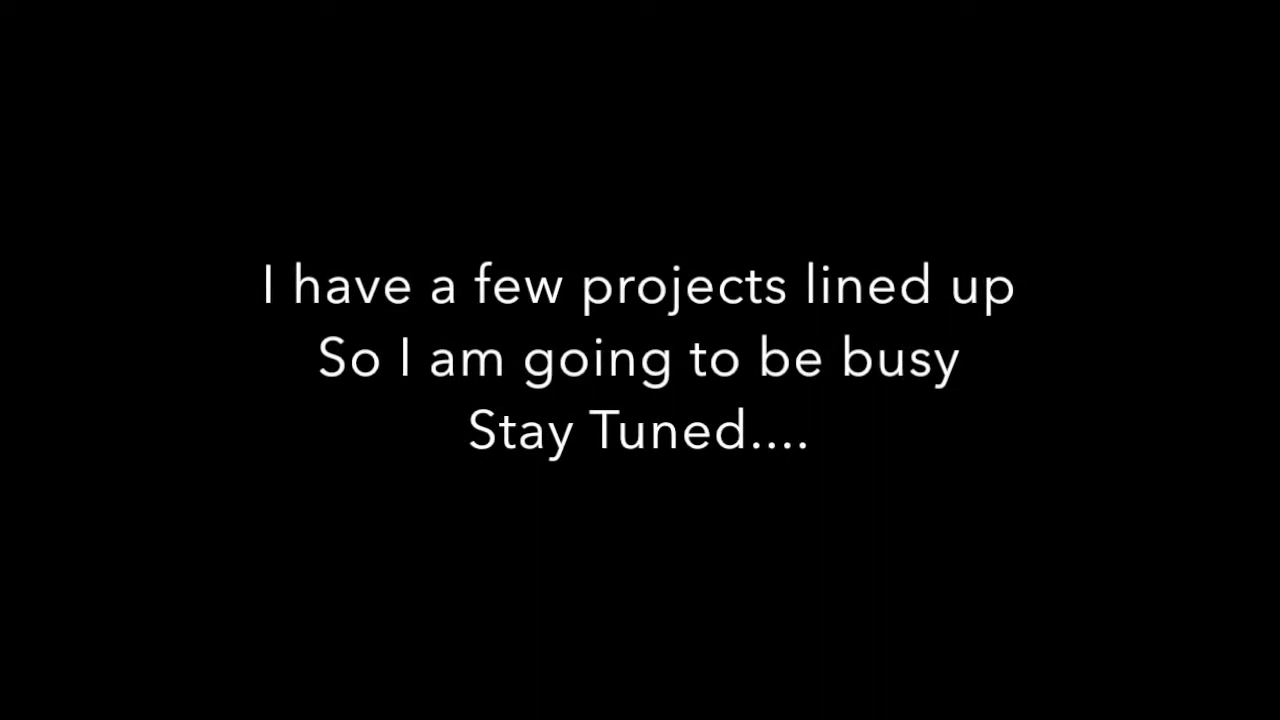 I have a few projects lined up
So I am going to be busy
Stay Tuned....